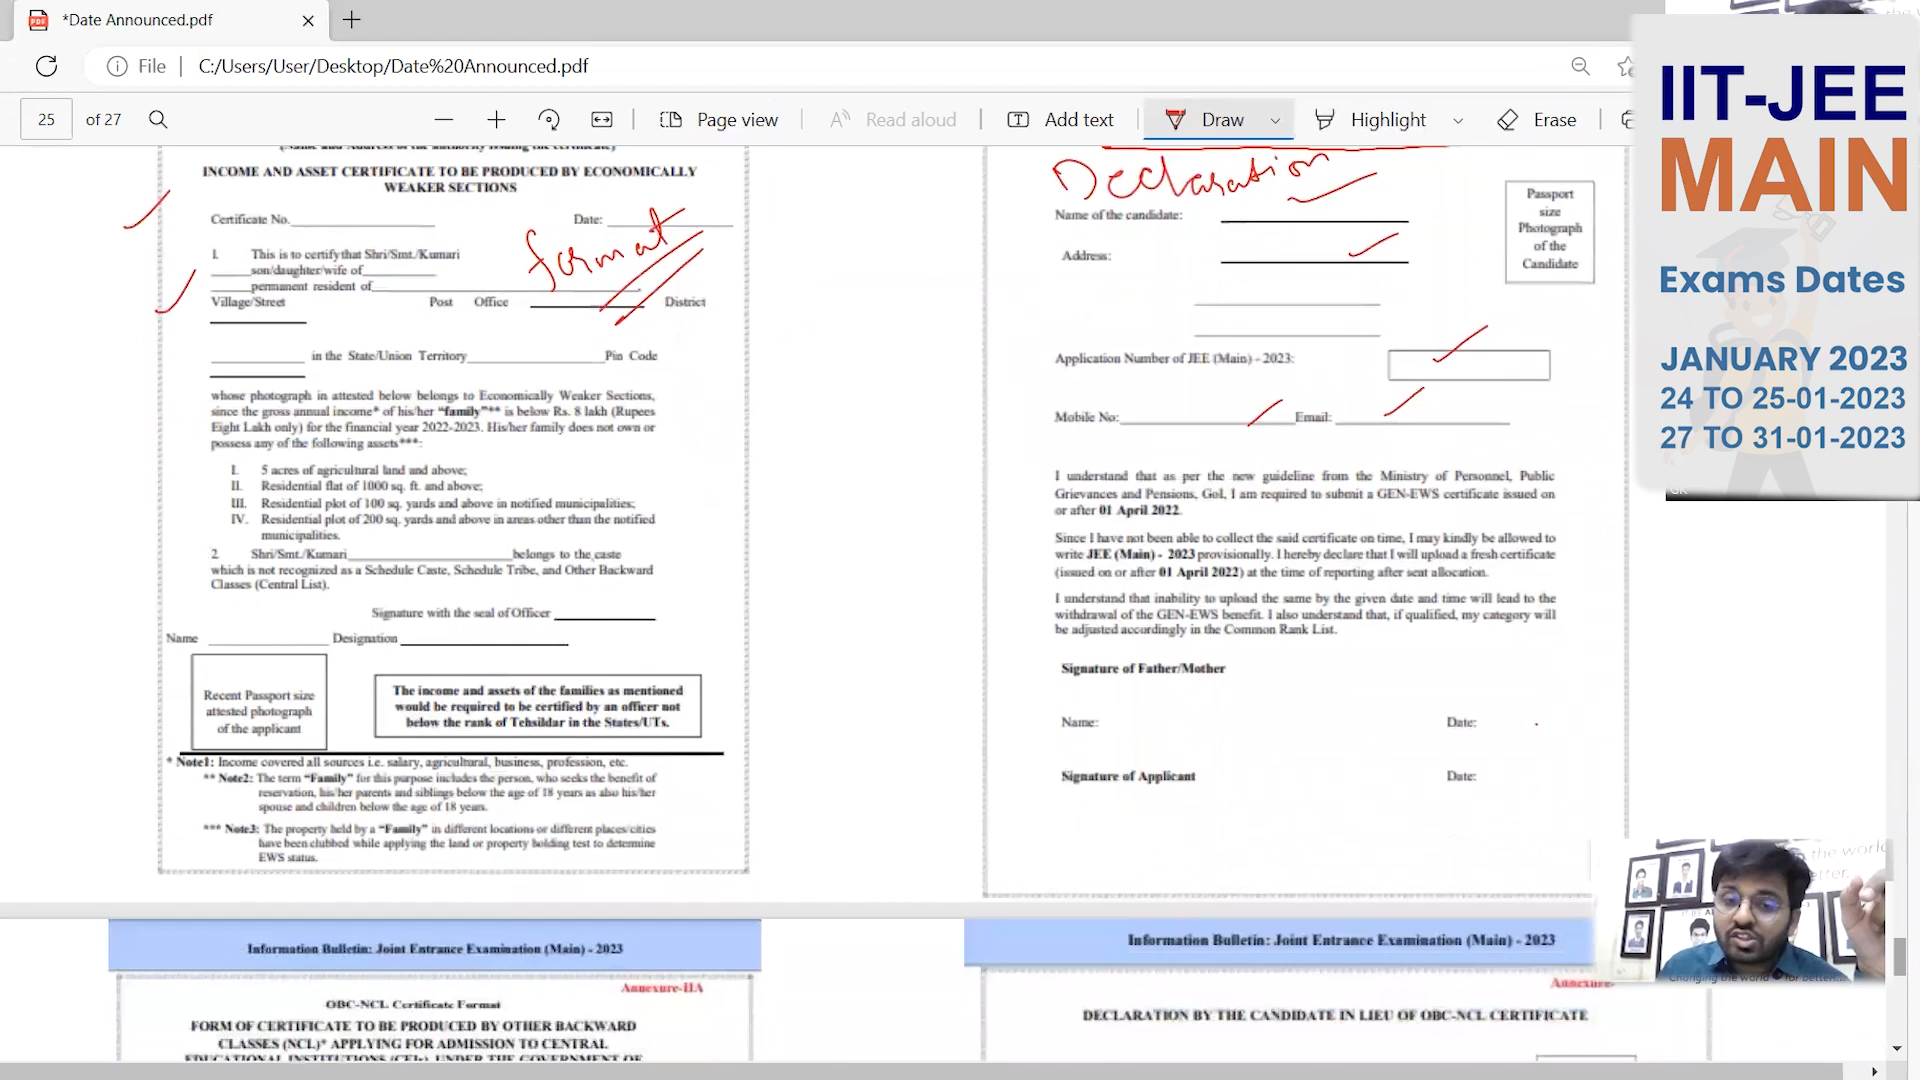 *Date Announced.pdf
File
C:/Users/User/Desktop/Date%20Announced.pdf
25 of 27
Page view
Read aloud
Add text
Draw
Highlight
Erase
(Name and Address of the authority issuing the certificate)
INCOME AND ASSET CERTIFICATE TO BE PRODUCED BY ECONOMICALLY
WEAKER SECTIONS
Certificate No. Date:
format
1. This is to certify that Shri/Smt./Kumari
son/daughter/wife of
permanent resident of
Village/Street Post Office District
in the State/Union Territory Pin Code
whose photograph in attested below belongs to Economically Weaker Sections,
since the gross annual income* of his/her “family”** is below Rs. 8 lakh (Rupees
Eight Lakh only) for the financial year 2022-2023. His/her family does not own or
possess any of the following assets***:
I. 5 acres of agricultural land and above;
II. Residential flat of 1000 sq. ft. and above;
III. Residential plot of 100 sq. yards and above in notified municipalities;
IV. Residential plot of 200 sq. yards and above in areas other than the notified
municipalities.
2. Shri/Smt./Kumari belongs to the caste
which is not recognized as a Schedule Caste, Schedule Tribe, and Other Backward
Classes (Central List).
Signature with the seal of Officer
Name Designation
Recent Passport size
attested photograph
of the applicant
The income and assets of the families as mentioned
would be required to be certified by an officer not
below the rank of Tehsildar in the States/UTs.
* Note1: Income covered all sources i.e. salary, agricultural, business, profession, etc.
** Note2: The term “Family” for this purpose includes the person, who seeks the benefit of
reservation, his/her parents and siblings below the age of 18 years as also his/her
spouse and children below the age of 18 years.
*** Note3: The property held by a “Family” in different locations or different places/cities
have been clubbed while applying the land or property holding test to determine
EWS status.
Declaration
Name of the candidate:
Address:
Passport
size
Photograph
of the
Candidate
Application Number of JEE (Main) - 2023:
Mobile No: Email:
I understand that as per the new guideline from the Ministry of Personnel, Public
Grievances and Pensions, GoI, I am required to submit a GEN-EWS certificate issued on
or after 01 April 2022.
Since I have not been able to collect the said certificate on time, I may kindly be allowed to
write JEE (Main) - 2023 provisionally. I hereby declare that I will upload a fresh certificate
(issued on or after 01 April 2022) at the time of reporting after seat allocation.
I understand that inability to upload the same by the given date and time will lead to the
withdrawal of the GEN-EWS benefit. I also understand that, if qualified, my category will
be adjusted accordingly in the Common Rank List.
Signature of Father/Mother
Name: Date:
Signature of Applicant Date:
Information Bulletin: Joint Entrance Examination (Main) - 2023
Annexure-IIA
OBC-NCL Certificate Format
FORM OF CERTIFICATE TO BE PRODUCED BY OTHER BACKWARD
CLASSES (NCL)* APPLYING FOR ADMISSION TO CENTRAL
EDUCATIONAL INSTITUTIONS (CEIs), UNDER THE GOVERNMENT OF
Information Bulletin: Joint Entrance Examination (Main) - 2023
Annexure-
DECLARATION BY THE CANDIDATE IN LIEU OF OBC-NCL CERTIFICATE
IIT-JEE
MAIN
Exams Dates
JANUARY 2023
24 TO 25-01-2023
27 TO 31-01-2023
the world
etter.
Changing the world for better...